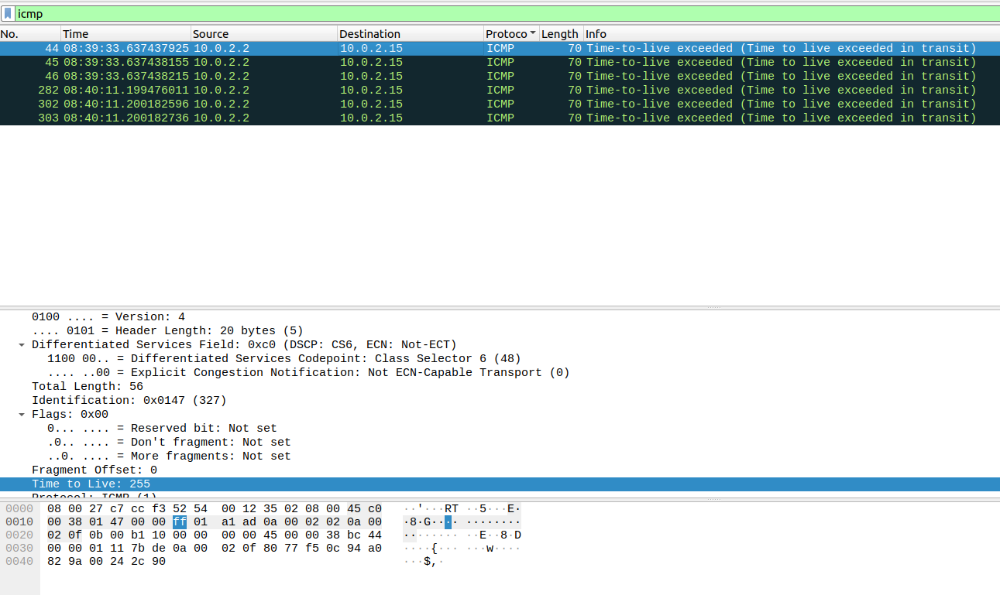 icmp
No. Time Source Destination Protoco Length Info
44 08:39:33.637437925 10.0.2.2 10.0.2.15 ICMP 70 Time-to-live exceeded (Time to live exceeded in transit)
45 08:39:33.637438155 10.0.2.2 10.0.2.15 ICMP 70 Time-to-live exceeded (Time to live exceeded in transit)
46 08:39:33.637438215 10.0.2.2 10.0.2.15 ICMP 70 Time-to-live exceeded (Time to live exceeded in transit)
282 08:40:11.199476011 10.0.2.2 10.0.2.15 ICMP 70 Time-to-live exceeded (Time to live exceeded in transit)
302 08:40:11.200182596 10.0.2.2 10.0.2.15 ICMP 70 Time-to-live exceeded (Time to live exceeded in transit)
303 08:40:11.200182736 10.0.2.2 10.0.2.15 ICMP 70 Time-to-live exceeded (Time to live exceeded in transit)
0100 .... = Version: 4
.... 0101 = Header Length: 20 bytes (5)
Differentiated Services Field: 0xc0 (DSCP: CS6, ECN: Not-ECT)
1100 00.. = Differentiated Services Codepoint: Class Selector 6 (48)
.... ..00 = Explicit Congestion Notification: Not ECN-Capable Transport (0)
Total Length: 56
Identification: 0x0147 (327)
Flags: 0x00
0... .... = Reserved bit: Not set
.0.. .... = Don't fragment: Not set
..0. .... = More fragments: Not set
Fragment Offset: 0
Time to Live: 255
Protocol: ICMP (1)
0000 08 00 27 c7 cc f3 52 54 00 12 35 02 08 00 45 c0 ··'···RT ··5···E·
0010 00 38 01 47 00 00 ff 01 a1 ad 0a 00 02 02 0a 00 ·8·G···· ········
0020 02 0f 0b 00 b1 10 00 00 00 00 45 00 00 38 bc 44 ········ ··E··8·D
0030 00 00 01 11 7b de 0a 00 02 0f 80 77 f5 0c 94 a0 ····{··· ···w····
0040 82 9a 00 24 2c 90 ···$,·